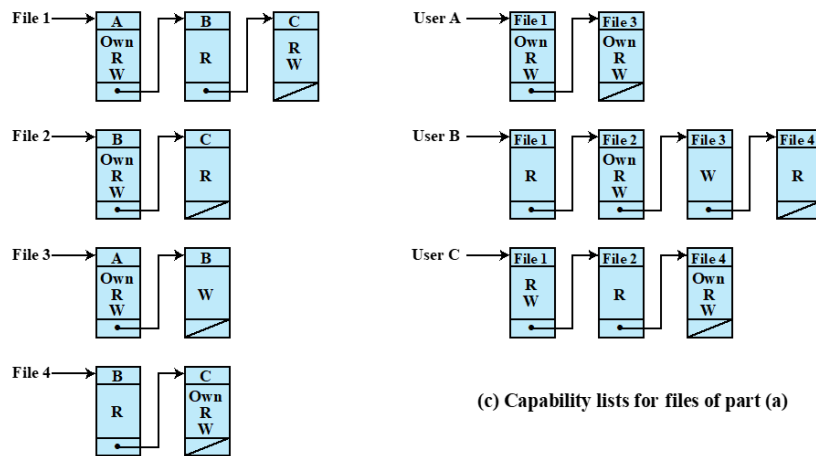 File 1
A
Own
R
W
B
R
C
R
W
File 2
B
Own
R
W
C
R
File 3
A
Own
R
W
B
W
File 4
B
R
C
Own
R
W
User A
File 1
Own
R
W
File 3
Own
R
W
User B
File 1
R
File 2
Own
R
W
File 3
W
File 4
R
User C
File 1
R
W
File 2
R
File 4
Own
R
W
(c) Capability lists for files of part (a)